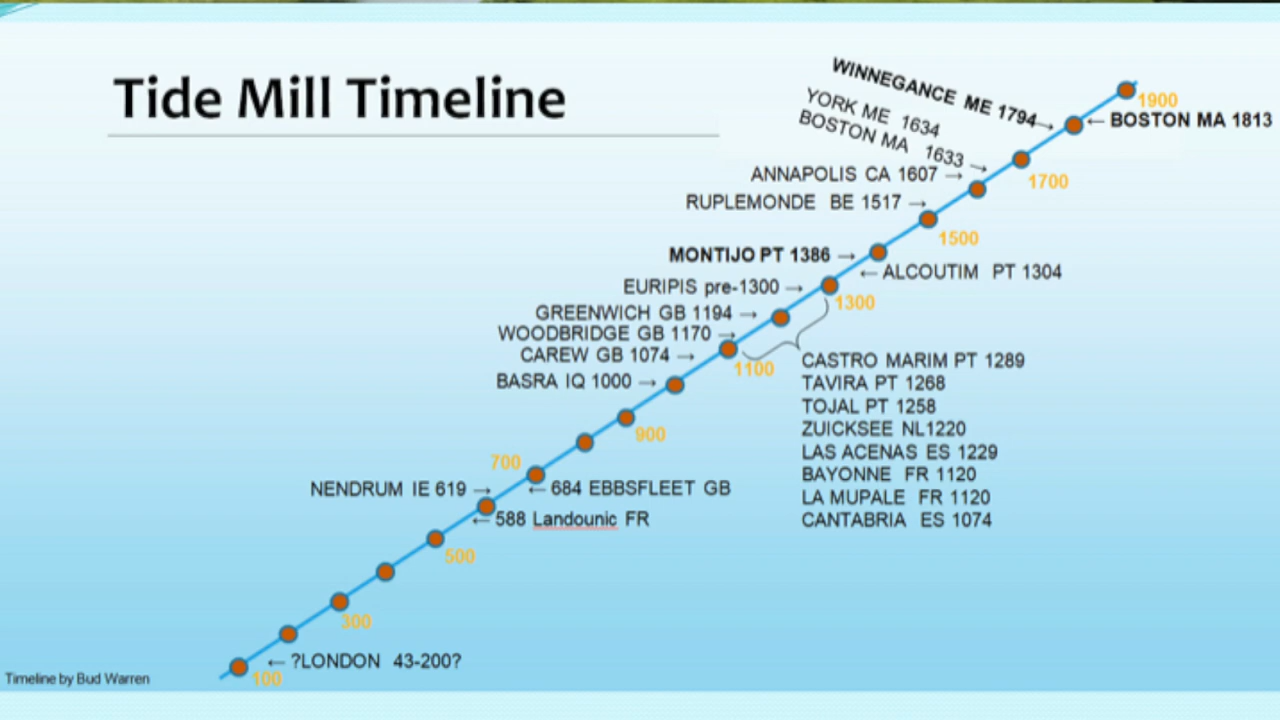 Tide Mill Timeline
WINNEGANCE ME 1794→
1900
← BOSTON MA 1813
YORK ME 1634
BOSTON MA 1633 →
ANNAPOLIS CA 1607 →
1700
RUPLEMONDE BE 1517 →
1500
MONTIJO PT 1386 →
← ALCOUTIM PT 1304
EURIPIS pre-1300 →
1300
GREENWICH GB 1194 →
WOODBRIDGE GB 1170 →
CAREW GB 1074 →
1100
BASRA IQ 1000 →
CASTRO MARIM PT 1289
TAVIRA PT 1268
TOJAL PT 1258
ZUICKSEE NL1220
LAS ACENAS ES 1229
BAYONNE FR 1120
LA MUPALE FR 1120
CANTABRIA ES 1074
900
700
NENDRUM IE 619 →
← 684 EBBSFLEET GB
← 588 Landounic FR
500
300
← ?LONDON 43-200?
100
Timeline by Bud Warren